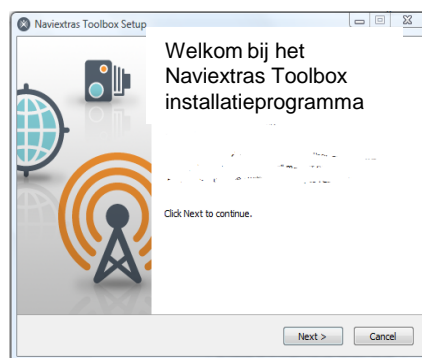 Naviextras Toolbox Setup
Welkom bij het
Naviextras Toolbox
installatieprogramma
Click Next to continue.
Next >
Cancel